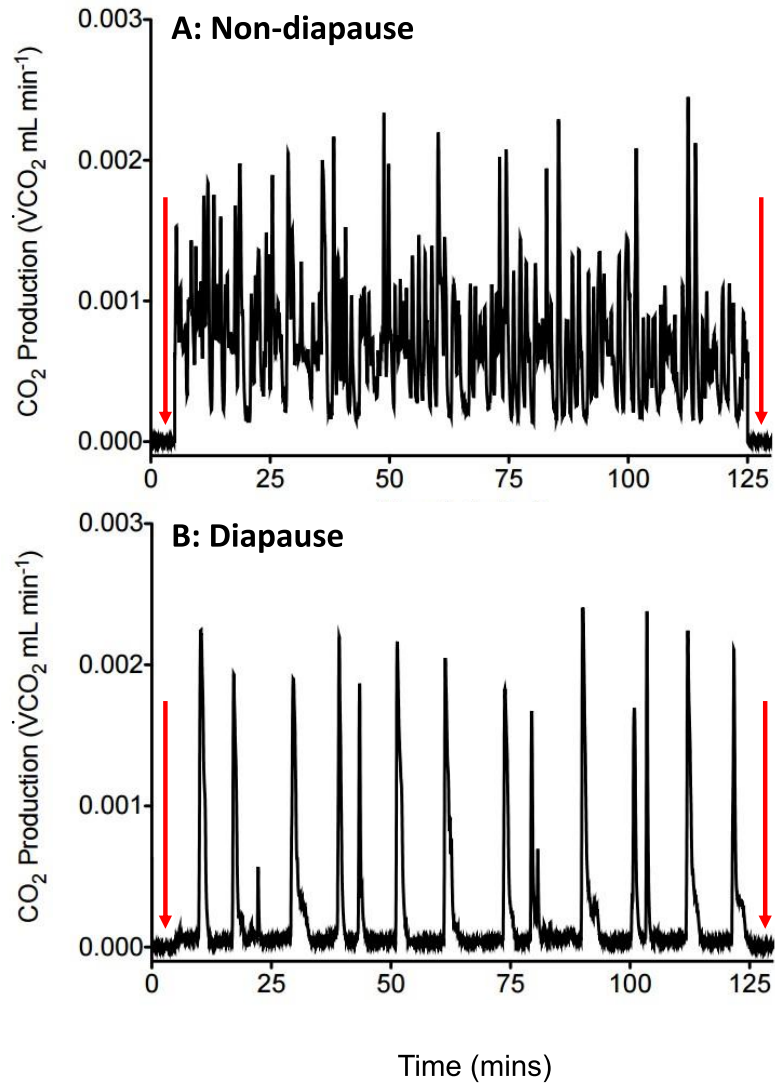 A: Non-diapause
CO₂ Production (V̇CO₂ mL min⁻¹)
0.003
0.002
0.001
0.000
0 25 50 75 100 125
B: Diapause
CO₂ Production (V̇CO₂ mL min⁻¹)
0.003
0.002
0.001
0.000
0 25 50 75 100 125
Time (mins)